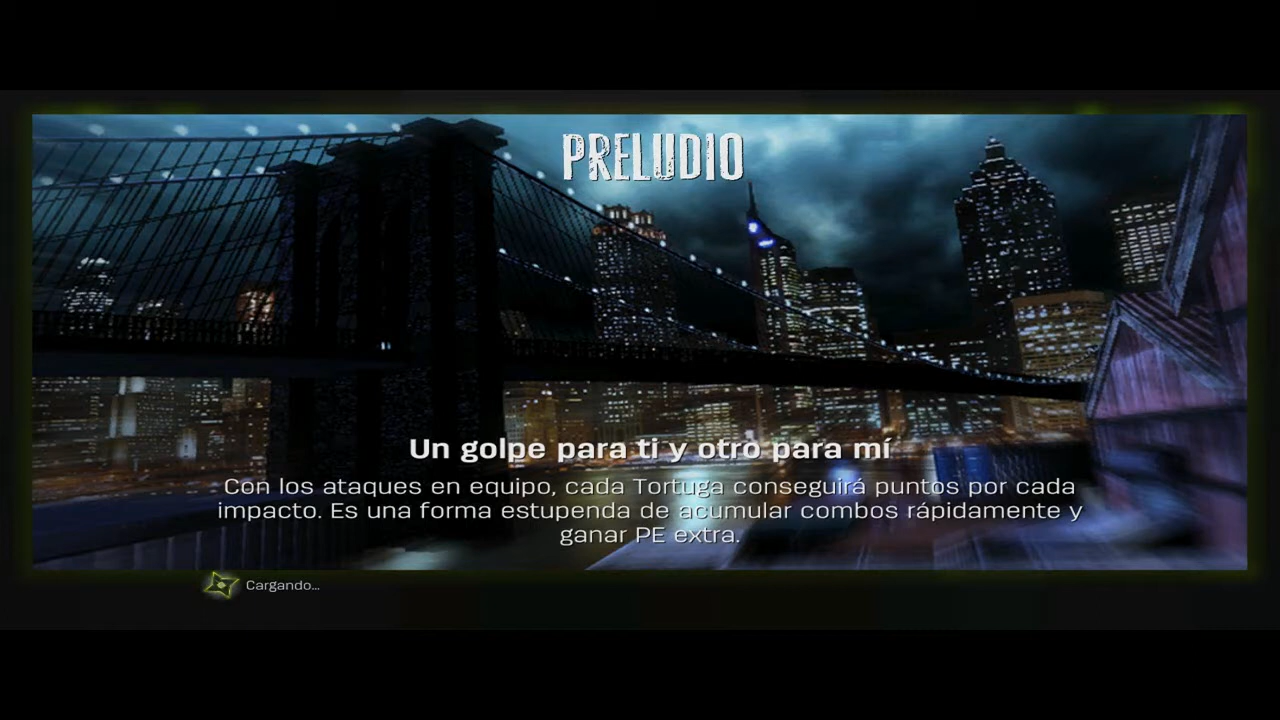 PRELUDIO
Un golpe para ti y otro para mí
Con los ataques en equipo, cada Tortuga conseguirá puntos por cada
impacto. Es una forma estupenda de acumular combos rápidamente y
ganar PE extra.
Cargando...